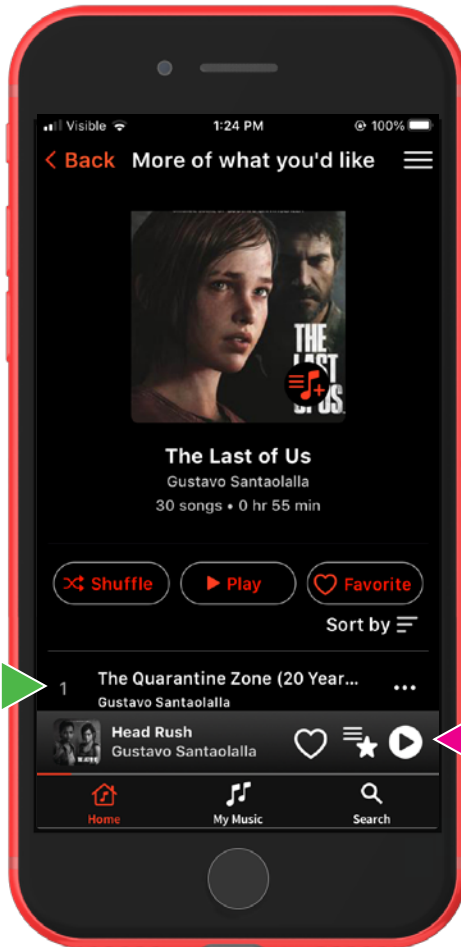 Visible 1:24 PM 100%
Back More of what you'd like
THE
LAST
OF US
The Last of Us
Gustavo Santaolalla
30 songs • 0 hr 55 min
Shuffle Play Favorite
Sort by
1 The Quarantine Zone (20 Year...
Gustavo Santaolalla
Head Rush
Gustavo Santaolalla
Home My Music Search